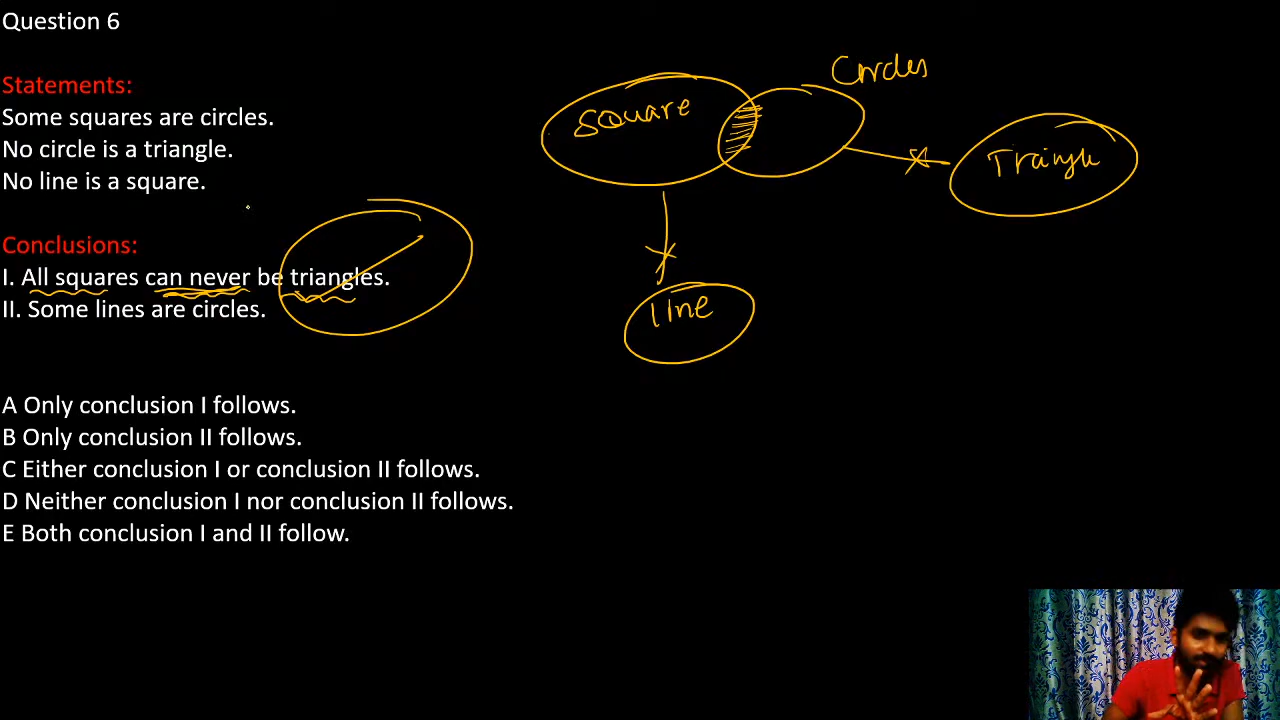 Question 6
Statements:
Some squares are circles.
No circle is a triangle.
No line is a square.
Conclusions:
I. All squares can never be triangles.
II. Some lines are circles.
A Only conclusion I follows.
B Only conclusion II follows.
C Either conclusion I or conclusion II follows.
D Neither conclusion I nor conclusion II follows.
E Both conclusion I and II follow.
Circles
square
Traingle
line